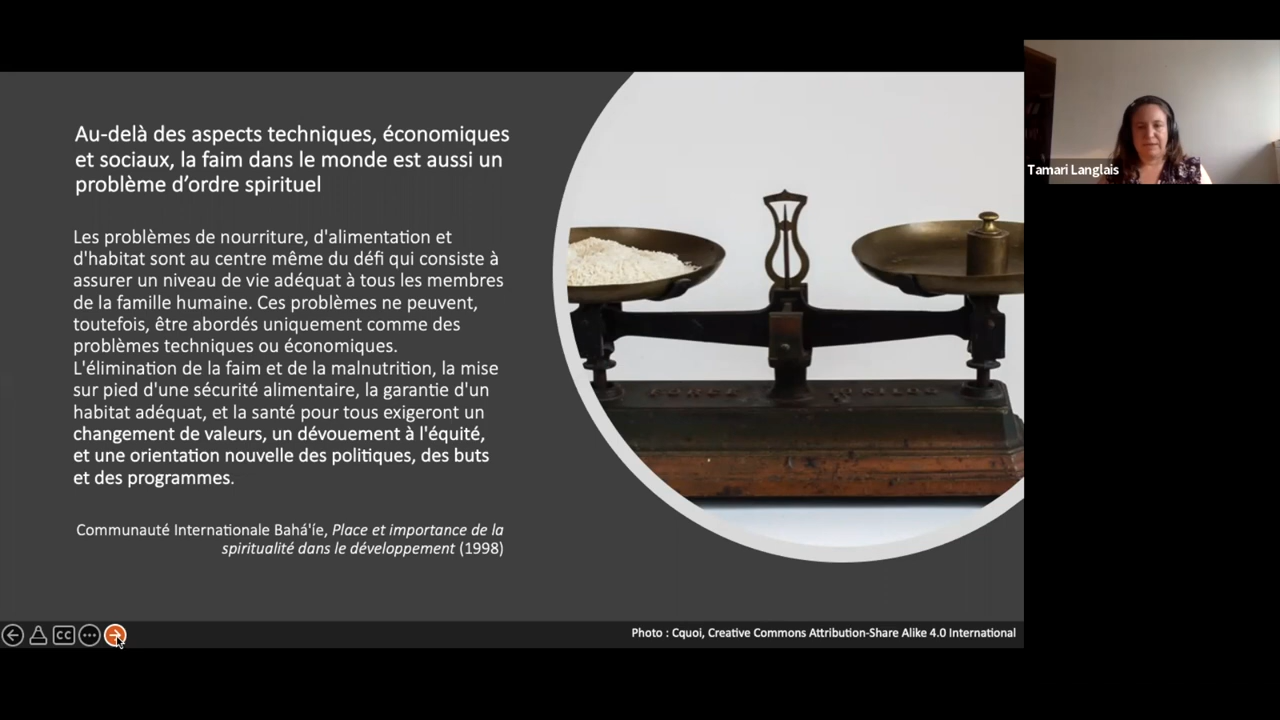 Au-delà des aspects techniques, économiques
et sociaux, la faim dans le monde est aussi un
problème d’ordre spirituel
Les problèmes de nourriture, d'alimentation et
d'habitat sont au centre même du défi qui consiste à
assurer un niveau de vie adéquat à tous les membres
de la famille humaine. Ces problèmes ne peuvent,
toutefois, être abordés uniquement comme des
problèmes techniques ou économiques.
L'élimination de la faim et de la malnutrition, la mise
sur pied d'une sécurité alimentaire, la garantie d'un
habitat adéquat, et la santé pour tous exigeront un
changement de valeurs, un dévouement à l'équité,
et une orientation nouvelle des politiques, des buts
et des programmes.
Communauté Internationale Bahá'íe, Place et importance de la
spiritualité dans le développement (1998)
CC
Photo : Cquoi, Creative Commons Attribution-Share Alike 4.0 International
Tamari Langlais